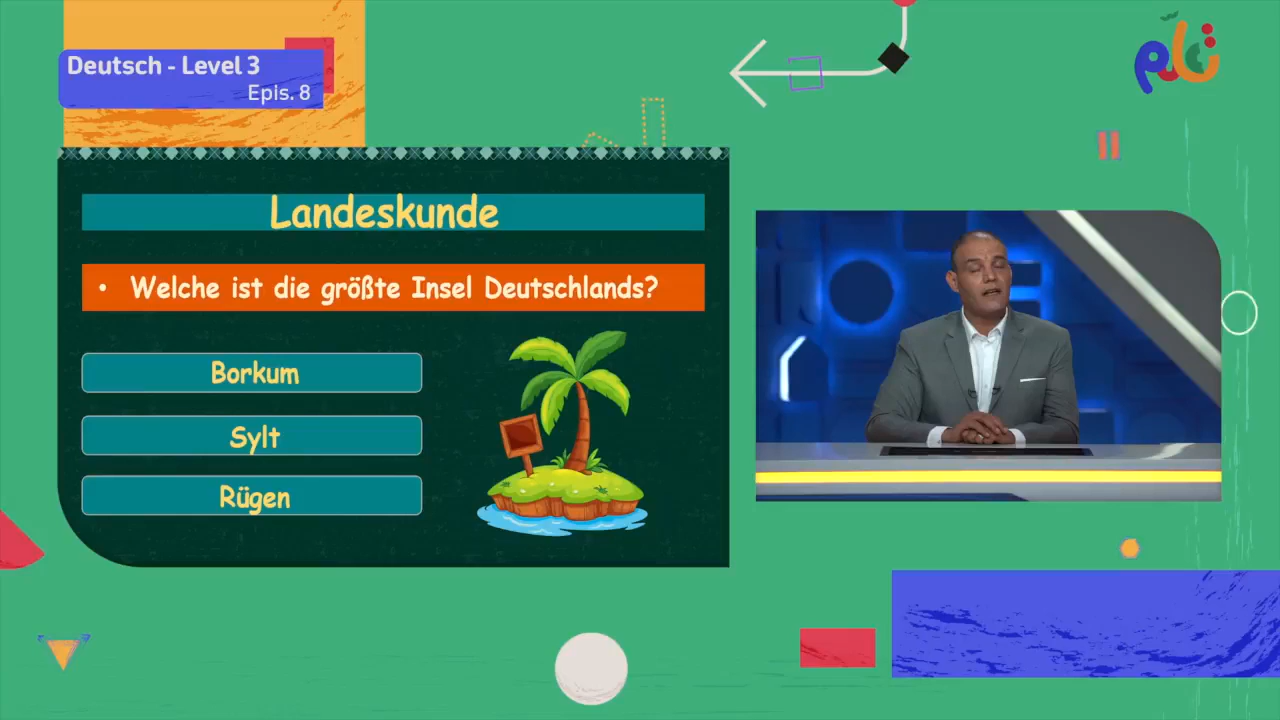 Deutsch - Level 3
Epis. 8
Landeskunde
• Welche ist die größte Insel Deutschlands?
Borkum
Sylt
Rügen